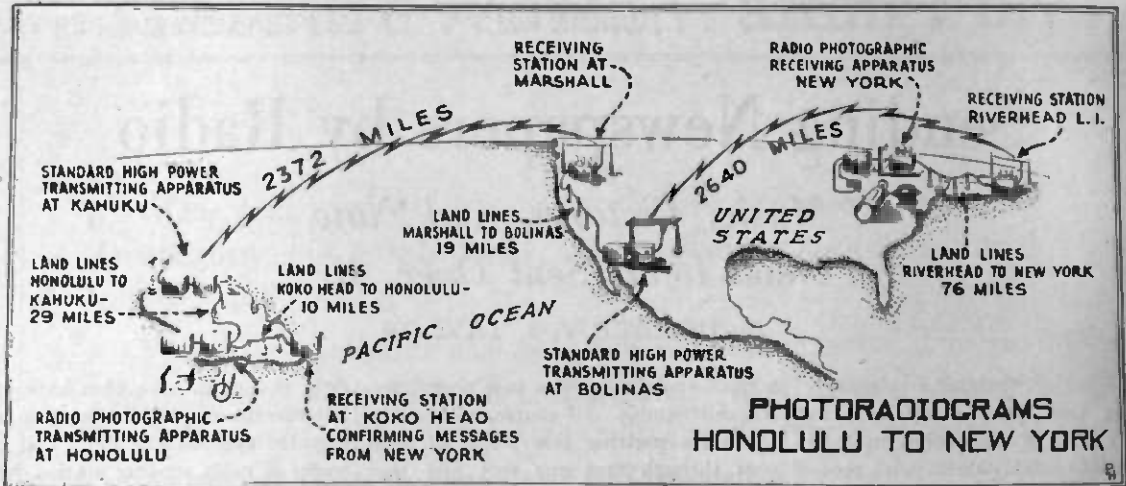 RECEIVING
STATION AT
MARSHALL
RADIO PHOTOGRAPHIC
RECEIVING APPARATUS
NEW YORK
RECEIVING STATION
RIVERHEAD L.I.
2372 MILES
2640 MILES
STANDARD HIGH POWER
TRANSMITTING APPARATUS
AT KAHUKU
LAND LINES
MARSHALL TO BOLINAS
19 MILES
UNITED
STATES
LAND LINES
RIVERHEAD TO NEW YORK
76 MILES
LAND LINES
HONOLULU TO
KAHUKU-
29 MILES
LAND LINES
KOKO HEAD TO HONOLULU-
10 MILES
PACIFIC OCEAN
STANDARD HIGH POWER
TRANSMITTING APPARATUS
AT BOLINAS
RADIO PHOTOGRAPHIC
TRANSMITTING APPARATUS
AT HONOLULU
RECEIVING STATION
AT KOKO HEAD
CONFIRMING MESSAGES
FROM NEW YORK
PHOTORADIOGRAMS
HONOLULU TO NEW YORK